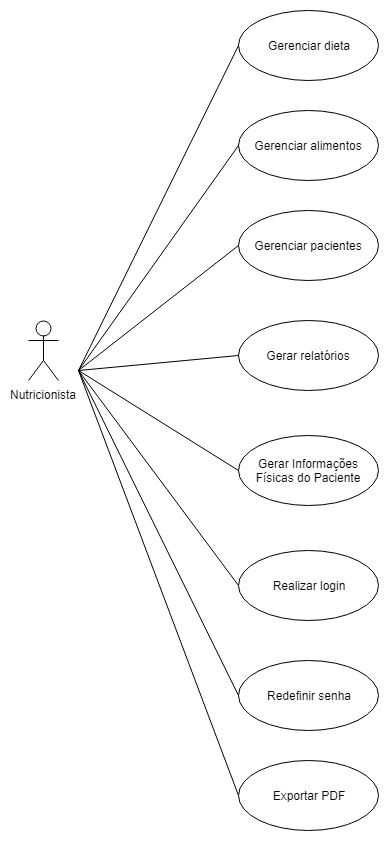 Gerenciar dieta
Gerenciar alimentos
Gerenciar pacientes
Gerar relatórios
Nutricionista
Gerar Informações
Físicas do Paciente
Realizar login
Redefinir senha
Exportar PDF